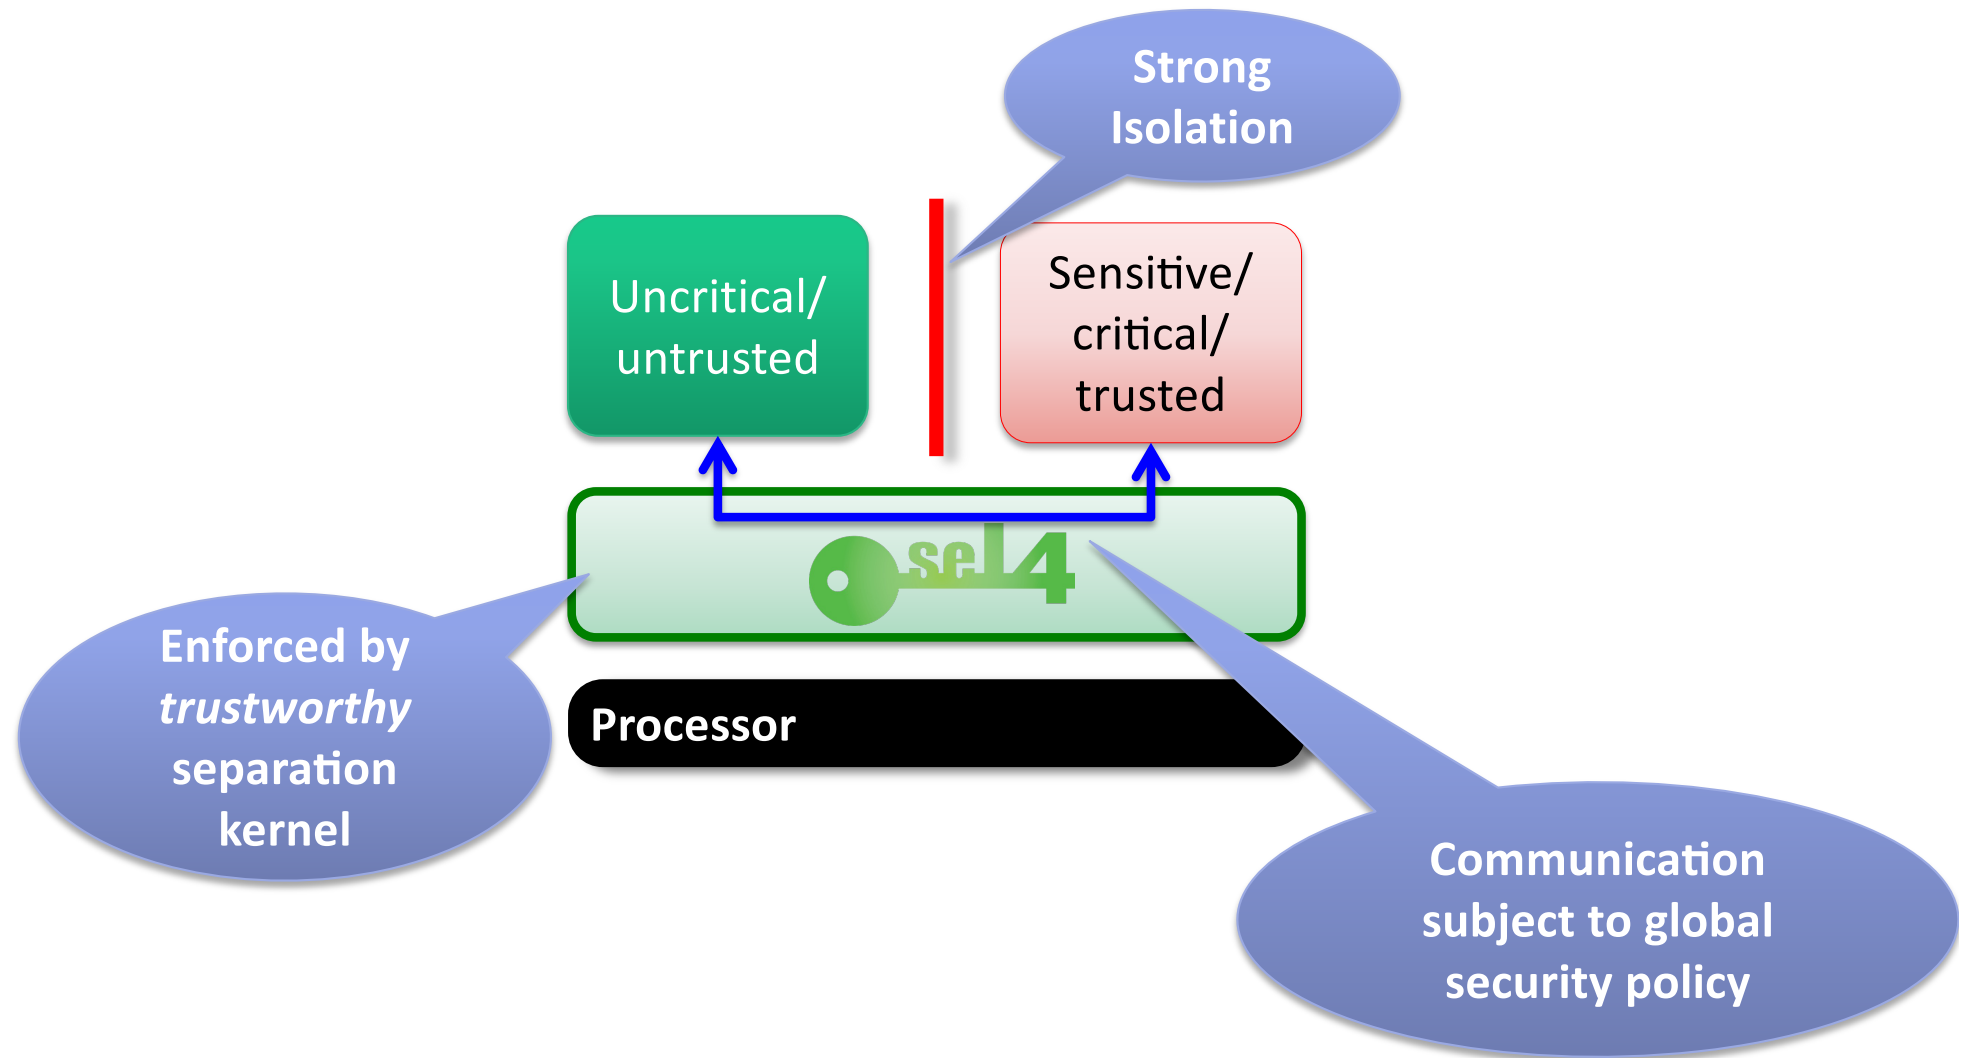 Strong
Isolation
Uncritical/
untrusted
Sensitive/
critical/
trusted
seL4
Enforced by
trustworthy
separation
kernel
Processor
Communication
subject to global
security policy